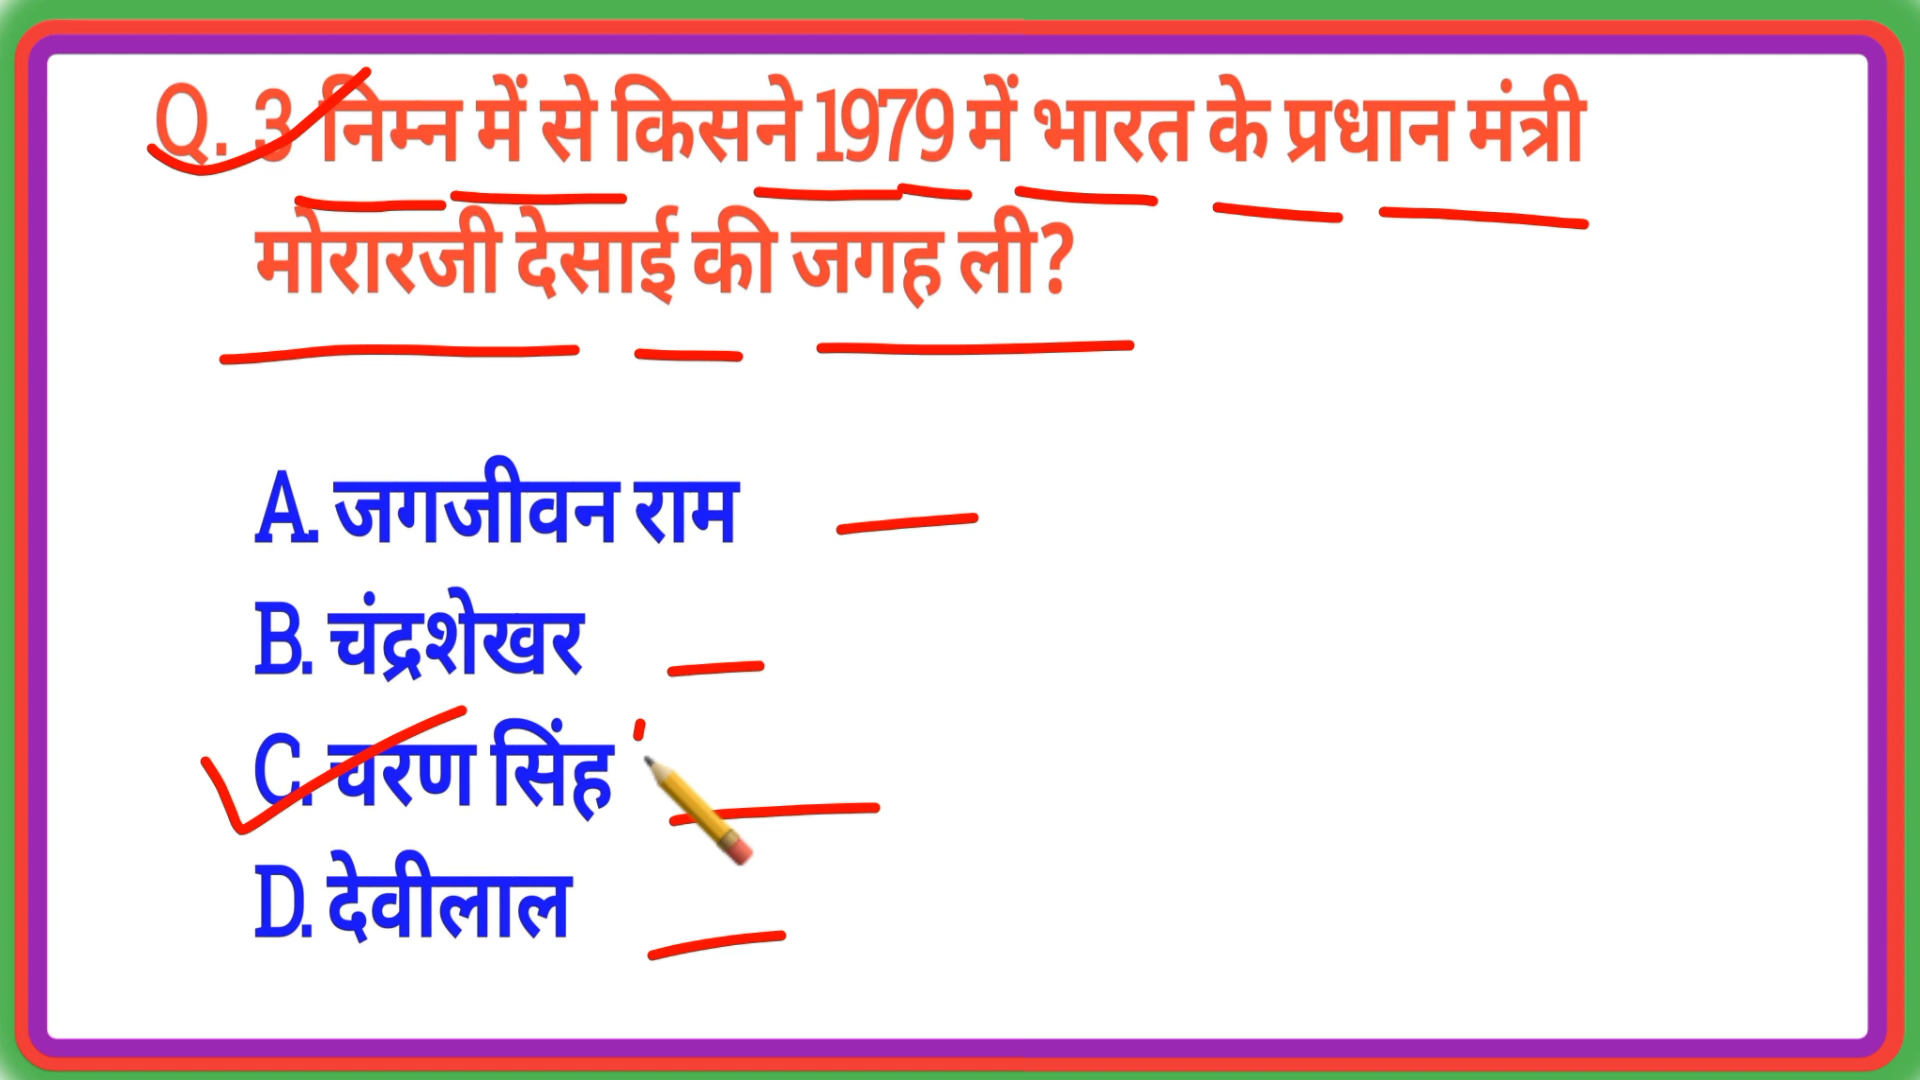 Q. 3 निम्न में से किसने 1979 में भारत के प्रधान मंत्री
मोरारजी देसाई की जगह ली?
A. जगजीवन राम
B. चंद्रशेखर
C. चरण सिंह
D. देवीलाल